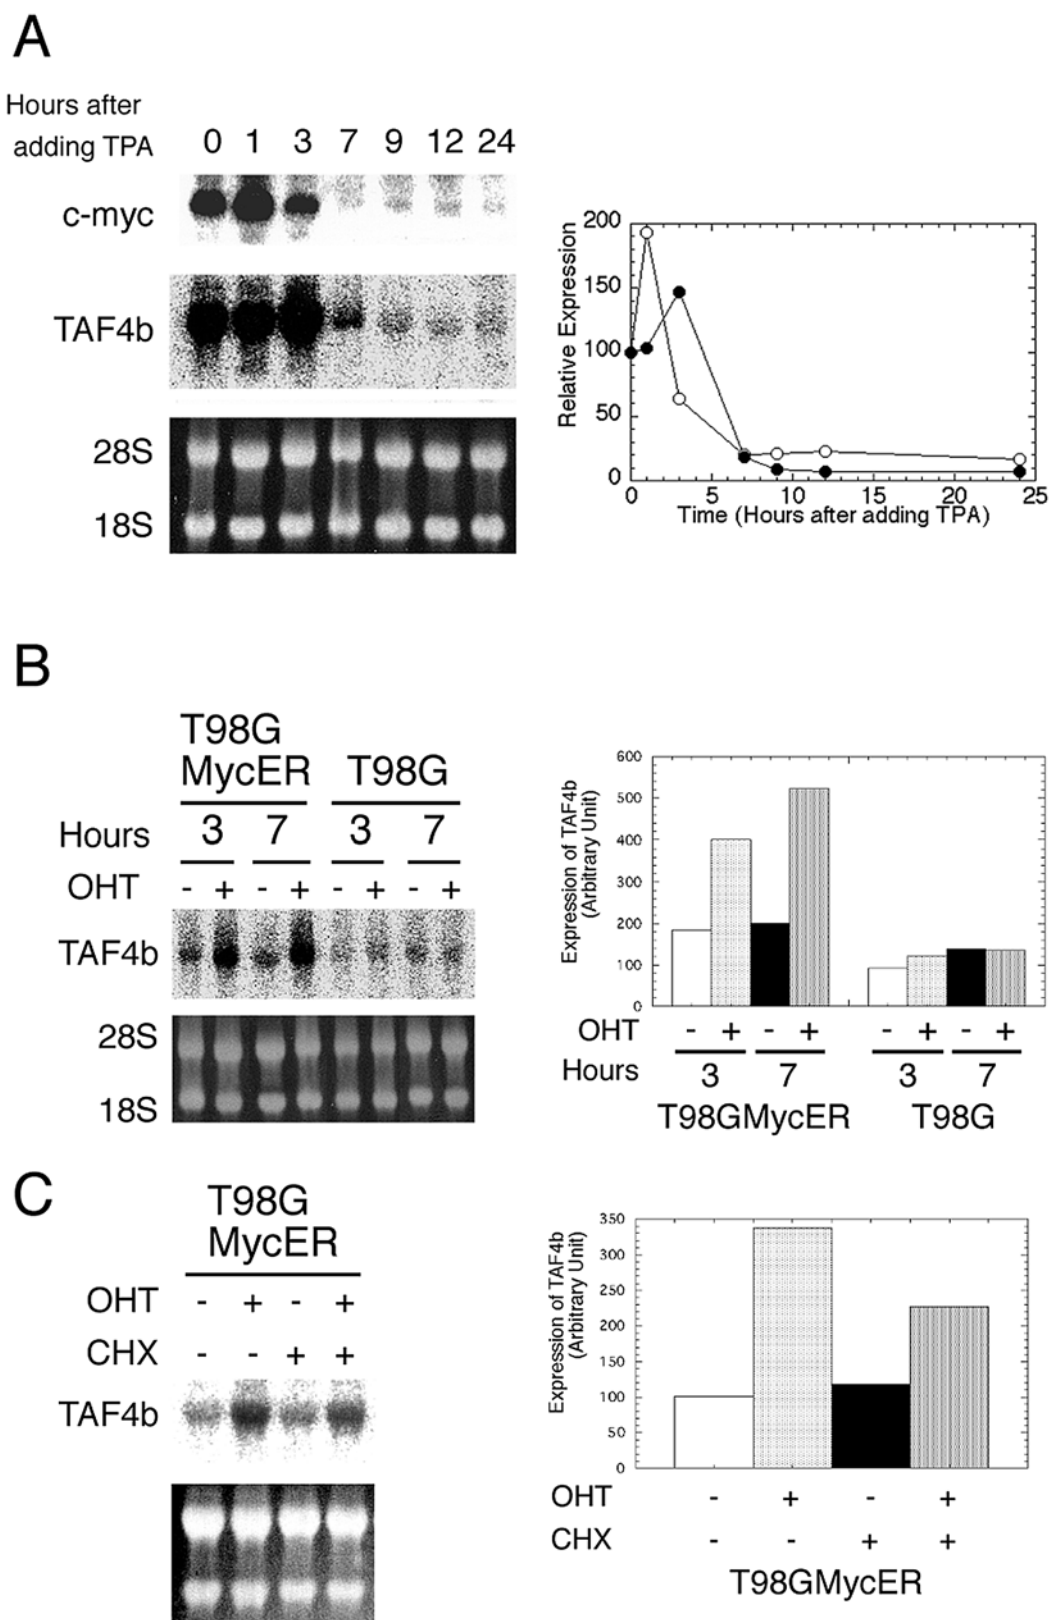 A
Hours after
adding TPA 0 1 3 7 9 12 24
c-myc
TAF4b
28S
18S
Relative Expression
200
150
100
50
0
0 5 10 15 20 25
Time (Hours after adding TPA)
B
T98G
MycER T98G
Hours 3 7 3 7
OHT - + - + - + - +
TAF4b
28S
18S
Expression of TAF4b
(Arbitrary Unit)
600
500
400
300
200
100
0
OHT - + - + - + - +
Hours 3 7 3 7
T98GMycER T98G
C
T98G
MycER
OHT - + - +
CHX - - + +
TAF4b
Expression of TAF4b
(Arbitrary Unit)
350
300
250
200
150
100
50
0
OHT - + - +
CHX - - + +
T98GMycER